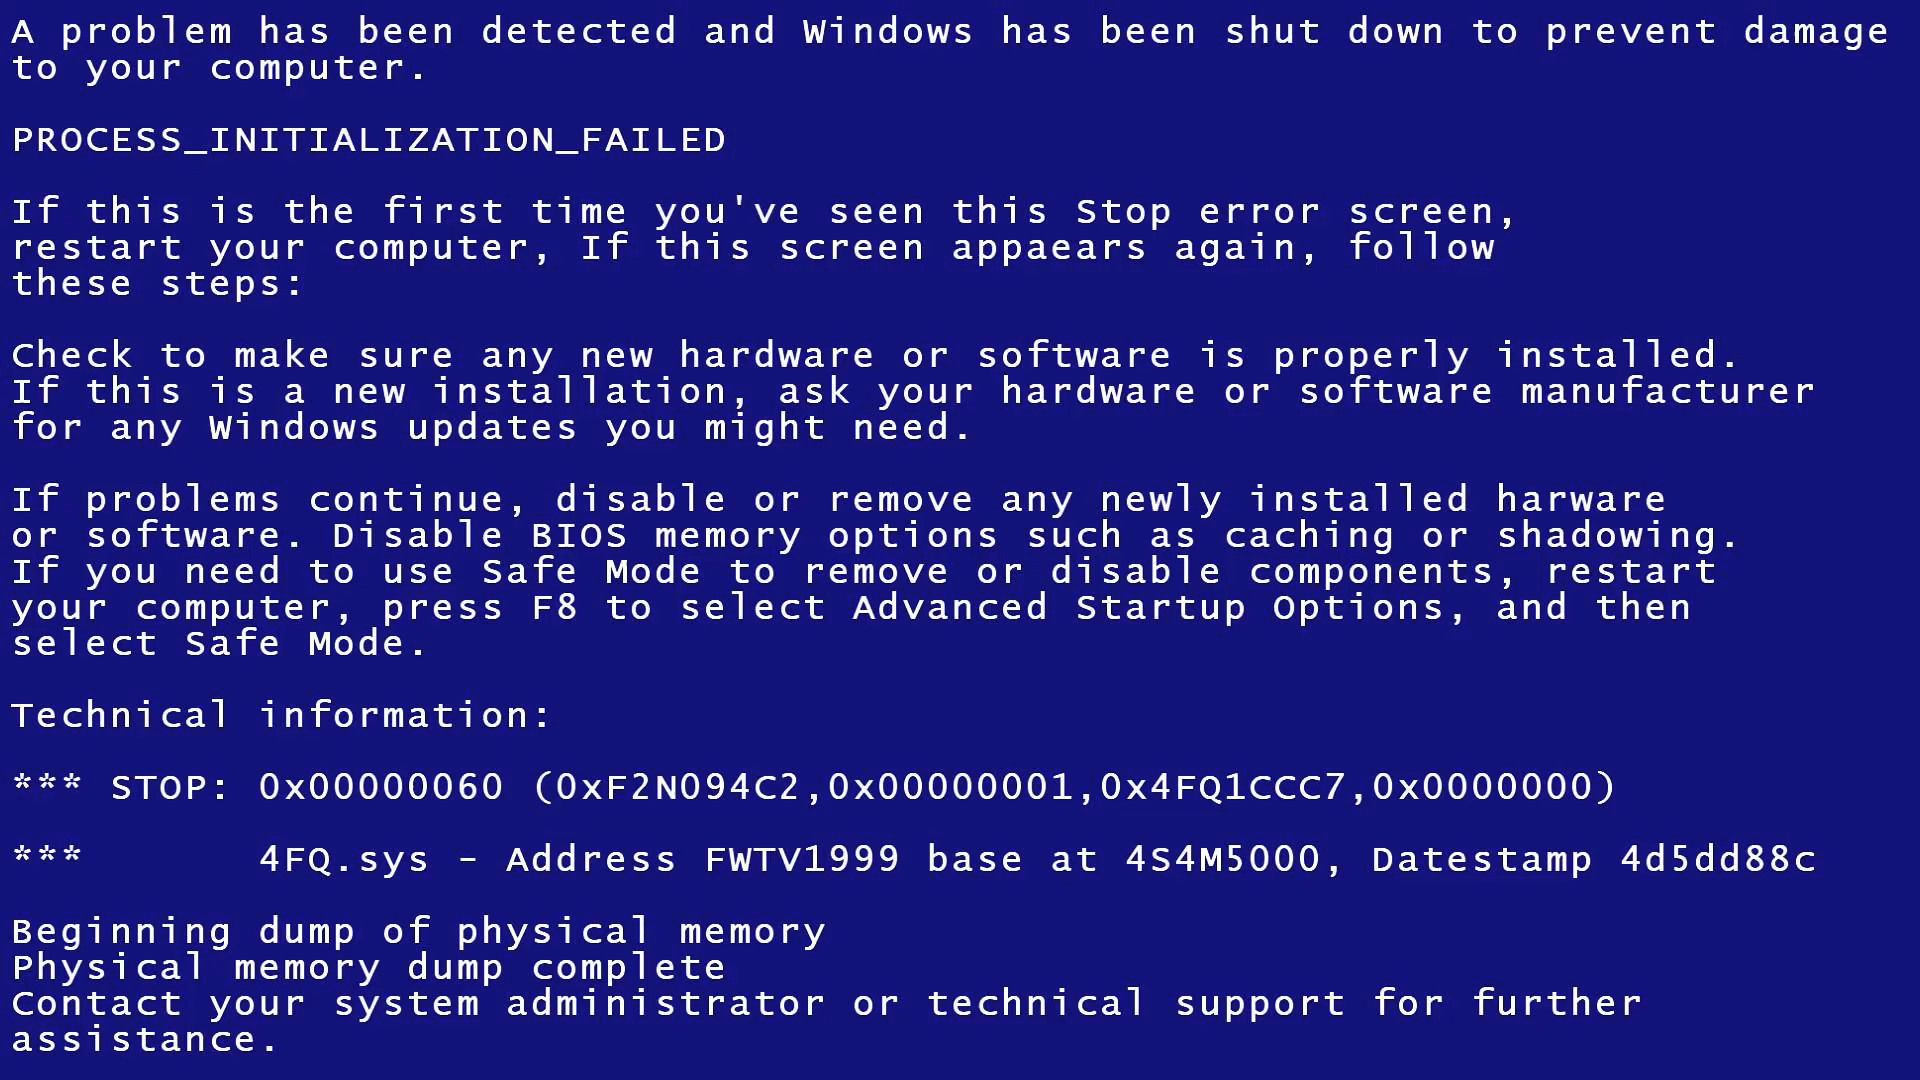 A problem has been detected and Windows has been shut down to prevent damage
to your computer.
PROCESS_INITIALIZATION_FAILED
If this is the first time you've seen this Stop error screen,
restart your computer, If this screen appaears again, follow
these steps:
Check to make sure any new hardware or software is properly installed.
If this is a new installation, ask your hardware or software manufacturer
for any Windows updates you might need.
If problems continue, disable or remove any newly installed harware
or software. Disable BIOS memory options such as caching or shadowing.
If you need to use Safe Mode to remove or disable components, restart
your computer, press F8 to select Advanced Startup Options, and then
select Safe Mode.
Technical information:
*** STOP: 0x00000060 (0xF2N094C2,0x00000001,0x4FQ1CCC7,0x0000000)
*** 4FQ.sys - Address FWTV1999 base at 4S4M5000, Datestamp 4d5dd88c
Beginning dump of physical memory
Physical memory dump complete
Contact your system administrator or technical support for further
assistance.